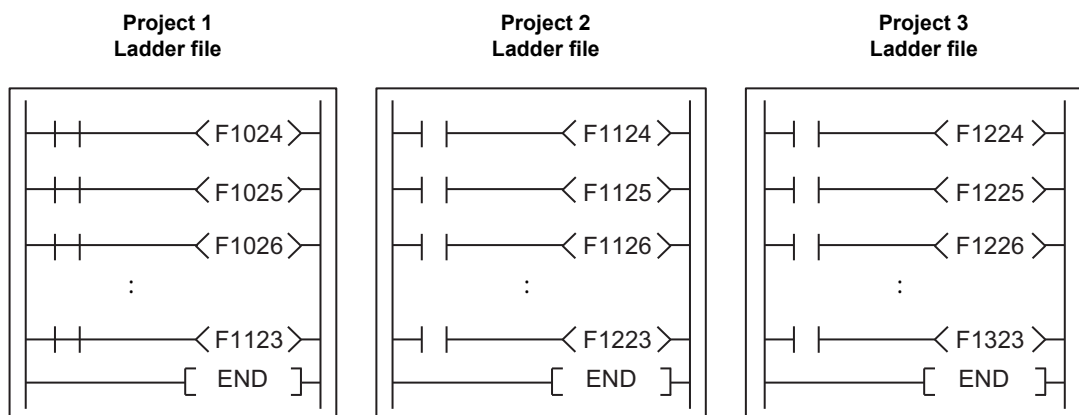 Project 1
Ladder file
F1024
F1025
F1026
:
F1123
END
Project 2
Ladder file
F1124
F1125
F1126
:
F1223
END
Project 3
Ladder file
F1224
F1225
F1226
:
F1323
END